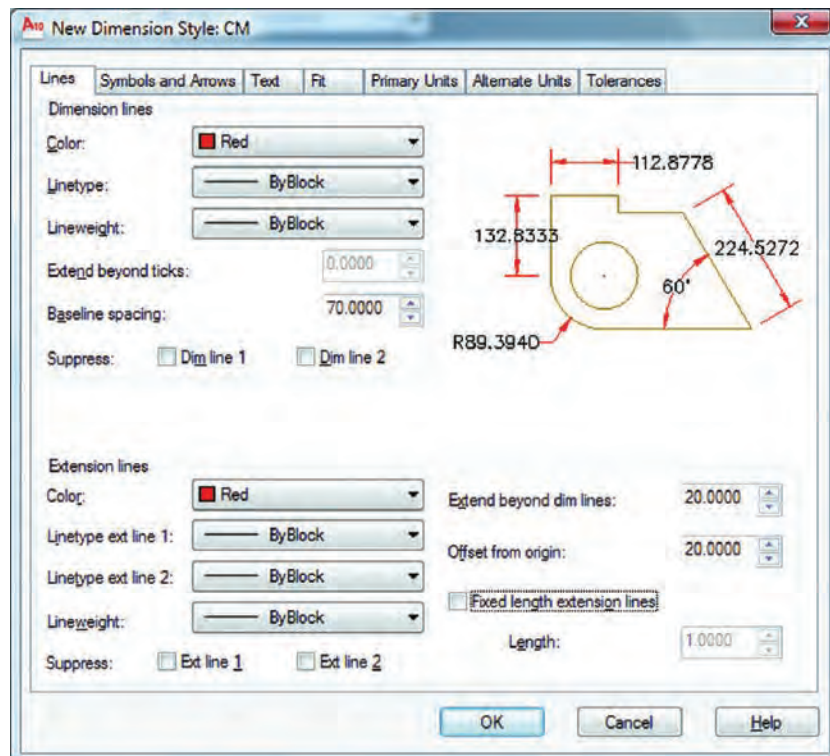 A10 New Dimension Style: CM
Lines Symbols and Arrows Text Fit Primary Units Alternate Units Tolerances
Dimension lines
Color: Red
Linetype: ByBlock
Lineweight: ByBlock
Extend beyond ticks: 0.0000
Baseline spacing: 70.0000
Suppress: Dim line 1 Dim line 2
112.8778
132.8333
224.5272
60°
R89.3940
Extension lines
Color: Red
Linetype ext line 1: ByBlock
Linetype ext line 2: ByBlock
Lineweight: ByBlock
Suppress: Ext line 1 Ext line 2
Extend beyond dim lines: 20.0000
Offset from origin: 20.0000
Fixed length extension lines
Length: 1.0000
OK Cancel Help